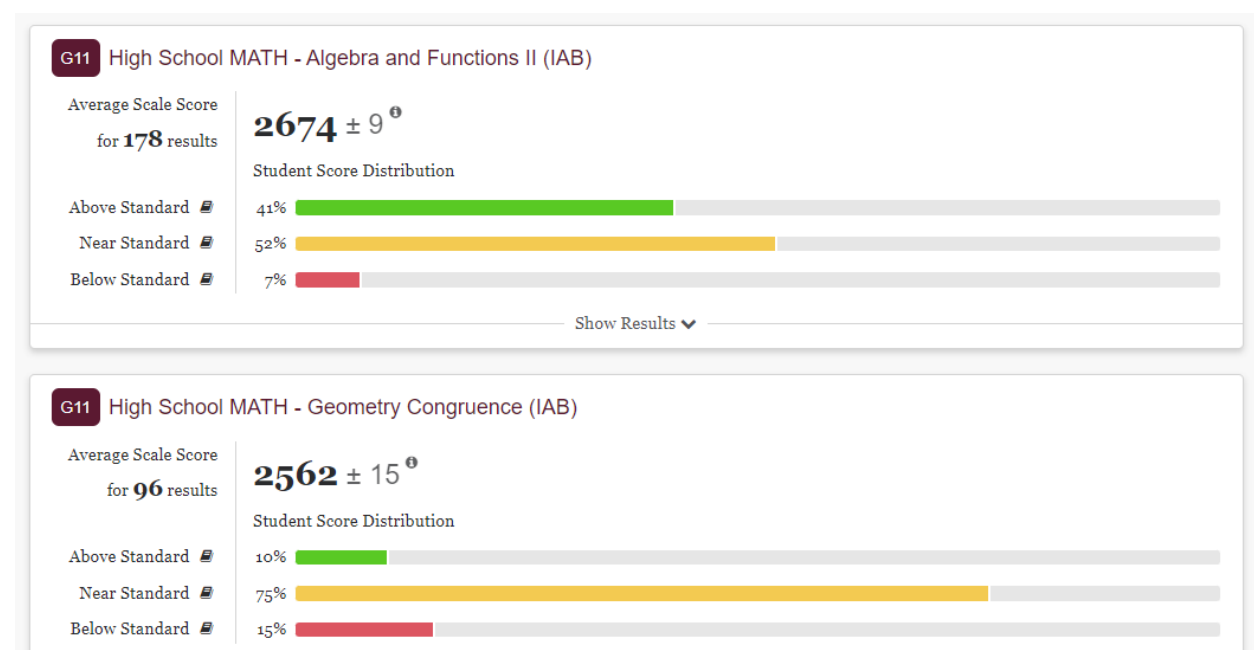 G11 High School MATH - Algebra and Functions II (IAB)
Average Scale Score
for 178 results
2674 ± 9
Student Score Distribution
Above Standard 41%
Near Standard 52%
Below Standard 7%
Show Results
G11 High School MATH - Geometry Congruence (IAB)
Average Scale Score
for 96 results
2562 ± 15
Student Score Distribution
Above Standard 10%
Near Standard 75%
Below Standard 15%